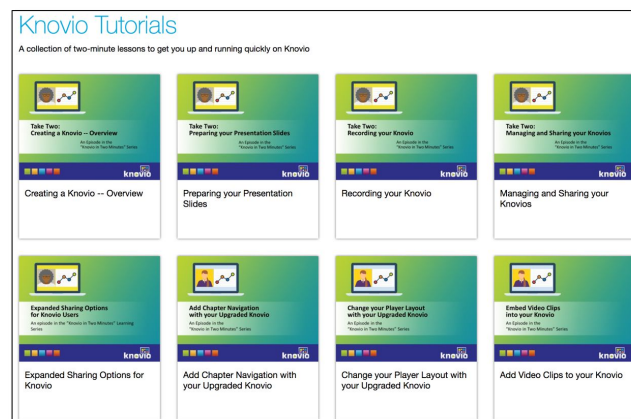 Knovio Tutorials
A collection of two-minute lessons to get you up and running quickly on Knovio
Take Two:
Creating a Knovio -- Overview
An Episode in the
"Knovio in Two Minutes" Series
knovio
Creating a Knovio -- Overview
Take Two:
Preparing your Presentation Slides
An Episode in the
"Knovio in Two Minutes" Series
knovio
Preparing your Presentation
Slides
Take Two:
Recording your Knovio
An Episode in the
"Knovio in Two Minutes" Series
knovio
Recording your Knovio
Take Two:
Managing and Sharing your Knovios
An Episode in the
"Knovio in Two Minutes" Series
knovio
Managing and Sharing your
Knovios
Expanded Sharing Options
for Knovio Users
An episode in the "Knovio in Two Minutes" Learning
Series
knovio
Expanded Sharing Options for
Knovio
Add Chapter Navigation
with your Upgraded Knovio
An Episode in the
"Knovio in Two Minutes" Series
knovio
Add Chapter Navigation with
your Upgraded Knovio
Change your Player Layout
with your Upgraded Knovio
An Episode in the
"Knovio in Two Minutes" Series
knovio
Change your Player Layout with
your Upgraded Knovio
Embed Video Clips
into your Knovio
An Episode in the
"Knovio in Two Minutes" Series
knovio
Add Video Clips to your Knovio